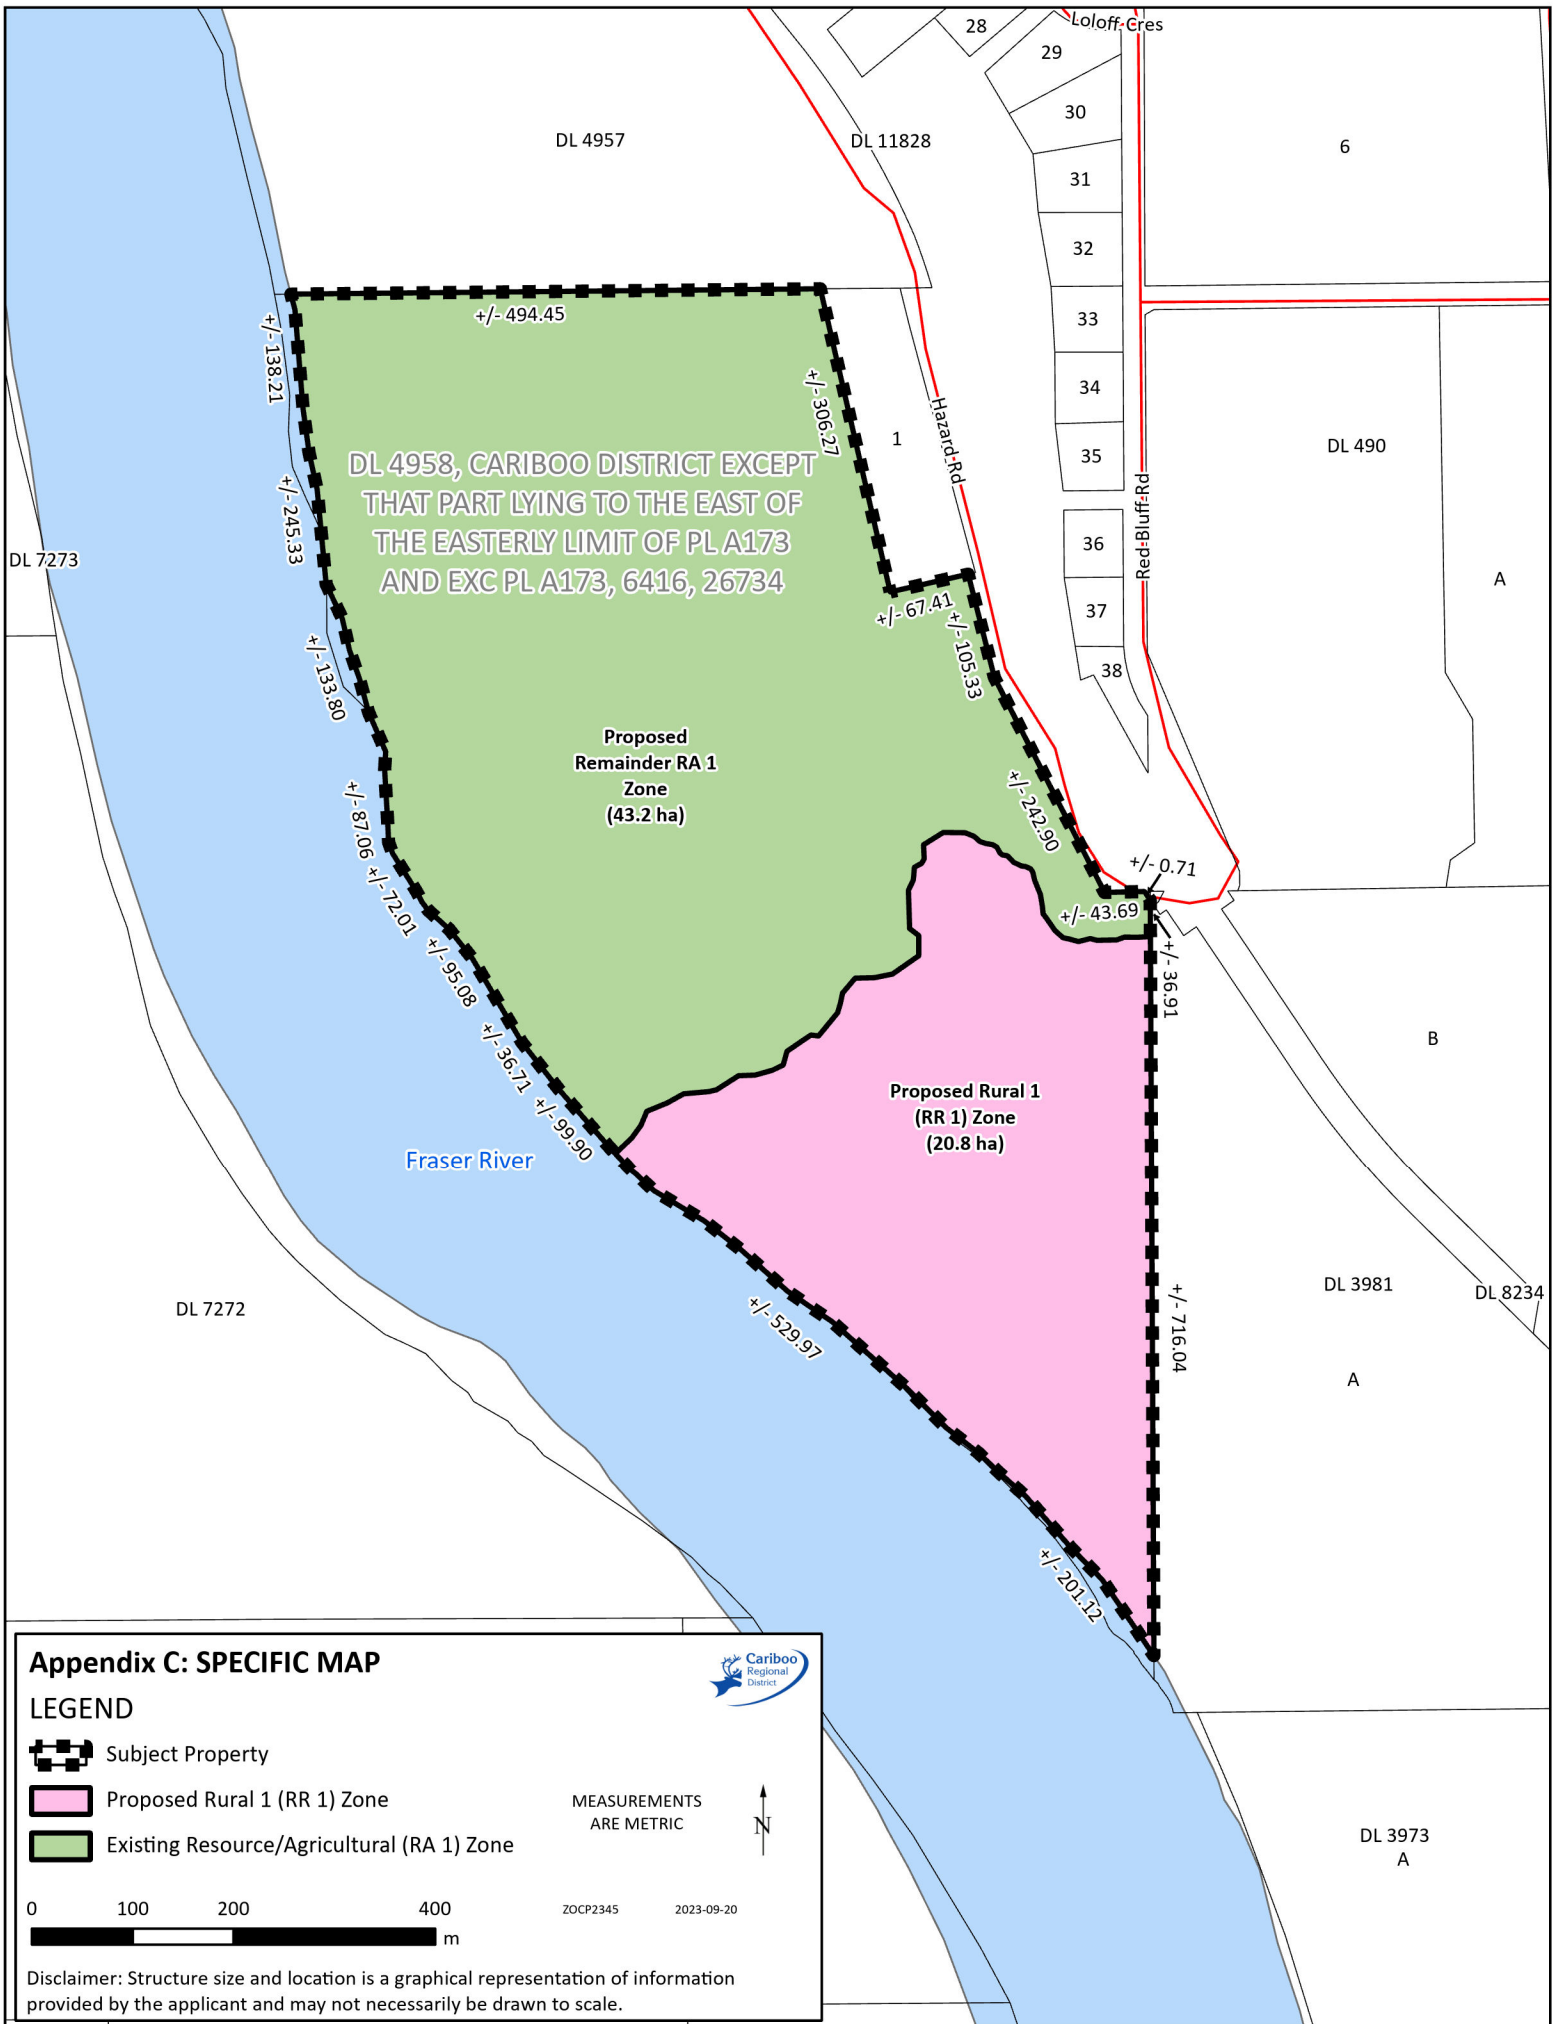 Loloff Cres
28
29
DL 4957
DL 11828
30
6
31
32
+/- 494.45
33
+/- 138.21
+/- 306.27
34
Hazard Rd
1
35
DL 490
DL 4958, CARIBOO DISTRICT EXCEPT
THAT PART LYING TO THE EAST OF
THE EASTERLY LIMIT OF PL A173
AND EXC PL A173, 6416, 26734
+/- 245.33
Red Bluff Rd
36
DL 7273
A
37
+/- 67.41
+/- 105.33
38
+/- 133.80
Proposed
Remainder RA 1
Zone
(43.2 ha)
+/- 242.90
+/- 87.06
+/- 0.71
+/- 72.01
+/- 43.69
+/- 95.08
+/- 36.91
+/- 36.71
B
Proposed Rural 1
(RR 1) Zone
(20.8 ha)
+/- 99.90
Fraser River
DL 3981
DL 8234
DL 7272
+/- 529.97
+/- 716.04
A
+/- 201.12
Appendix C: SPECIFIC MAP
Cariboo
Regional
District
LEGEND
Subject Property
Proposed Rural 1 (RR 1) Zone
Existing Resource/Agricultural (RA 1) Zone
MEASUREMENTS
ARE METRIC
N
DL 3973
A
0 100 200 400
m
ZOCP2345 2023-09-20
Disclaimer: Structure size and location is a graphical representation of information
provided by the applicant and may not necessarily be drawn to scale.